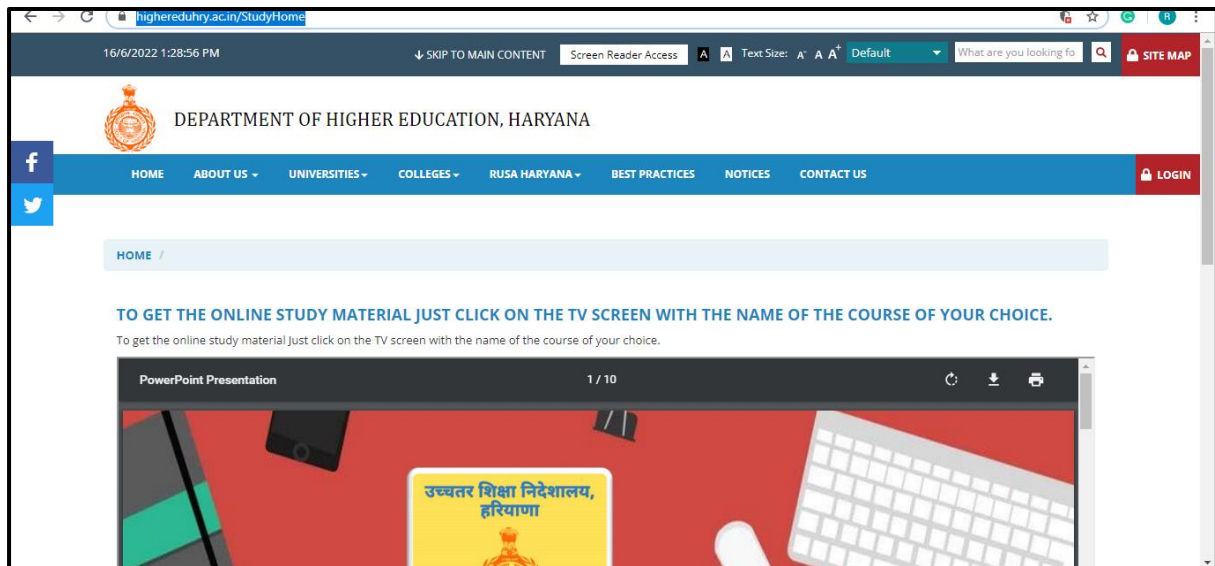 highereduhry.ac.in/StudyHome
R
16/6/2022 1:28:56 PM
SKIP TO MAIN CONTENT
Screen Reader Access
A
A
Text Size:
A-
A
A+
Default
What are you looking fo
SITE MAP
DEPARTMENT OF HIGHER EDUCATION, HARYANA
f
HOME
ABOUT US
UNIVERSITIES
COLLEGES
RUSA HARYANA
BEST PRACTICES
NOTICES
CONTACT US
LOGIN
HOME /
TO GET THE ONLINE STUDY MATERIAL JUST CLICK ON THE TV SCREEN WITH THE NAME OF THE COURSE OF YOUR CHOICE.
To get the online study material Just click on the TV screen with the name of the course of your choice.
PowerPoint Presentation
1 / 10
उच्चतर शिक्षा निदेशालय,
हरियाणा